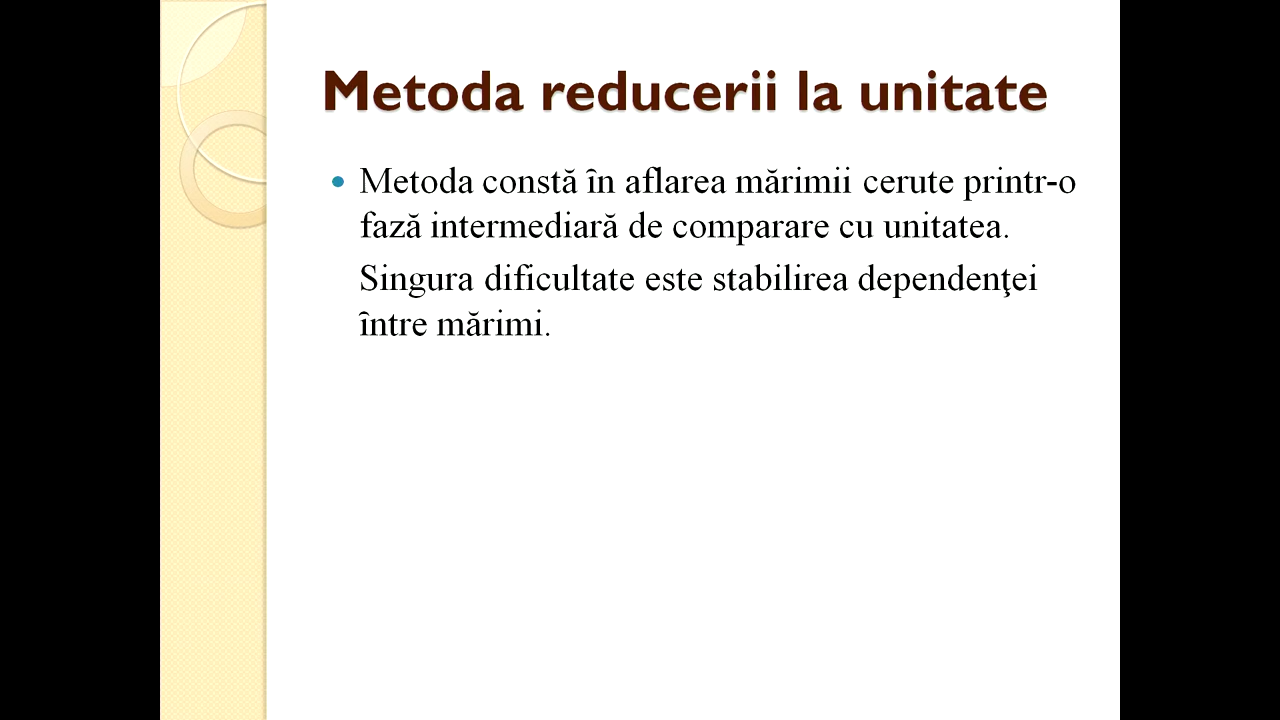 Metoda reducerii la unitate
Metoda constă în aflarea mărimii cerute printr-o
fază intermediară de comparare cu unitatea.
Singura dificultate este stabilirea dependenţei
între mărimi.